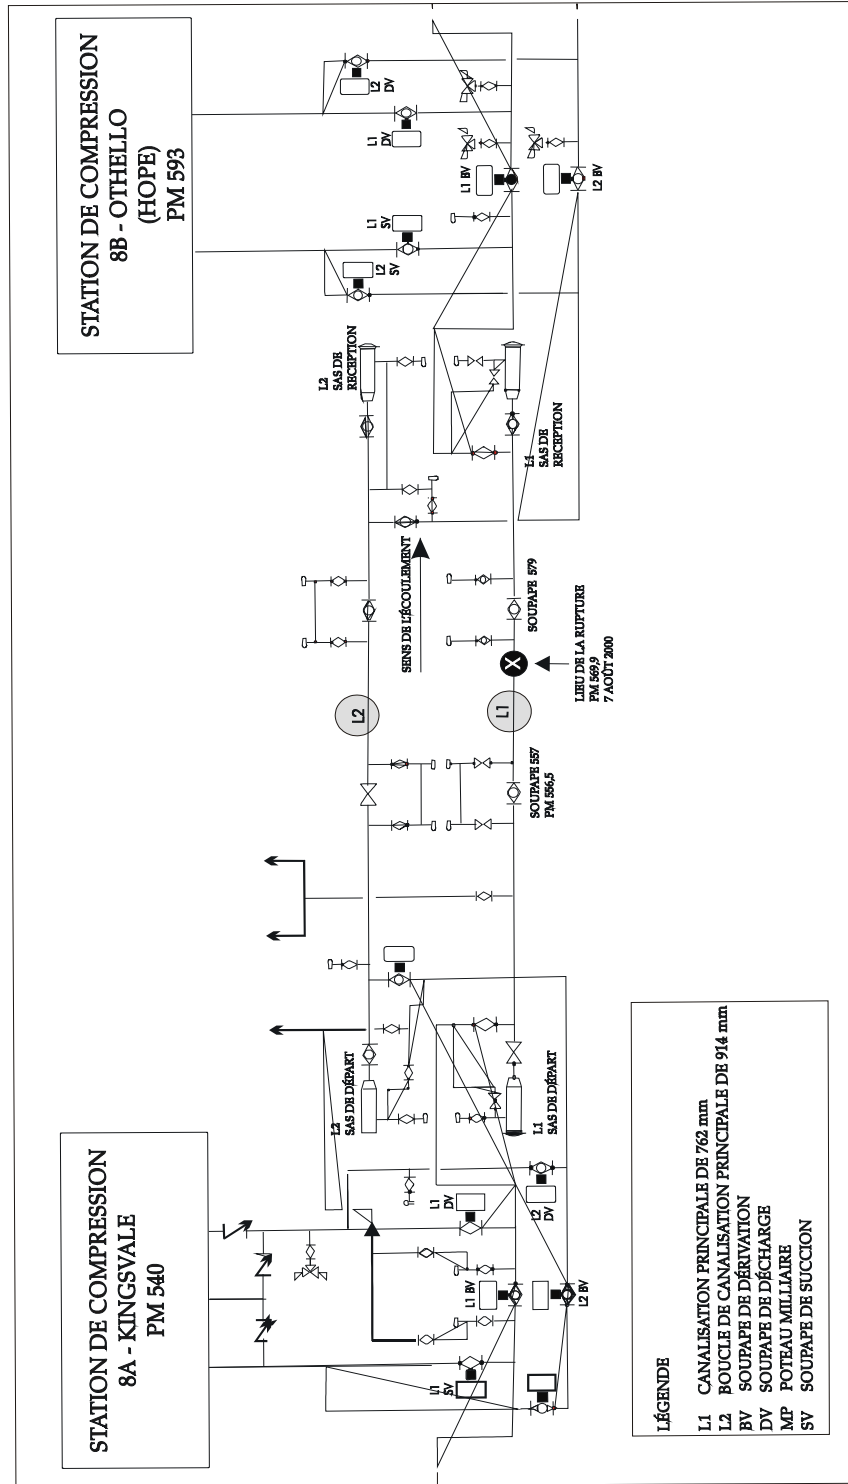 STATION DE COMPRESSION
8B - OTHELLO
(HOPE)
PM 593
L2
DV
L1
DV
L1 BV
L2 BV
L1
SV
L2
SV
L2
SAS DE
RECEPTION
L1
SAS DE
RECEPTION
SENS DE L'ÉCOULEMENT
SOUPAPE 579
X
LIEU DE LA RUPTURE
PM 569,9
7 AOÛT 2000
L2
L1
SOUPAPE 557
PM 556,5
L2
SAS DE DÉPART
L1
SAS DE DÉPART
STATION DE COMPRESSION
8A - KINGSVALE
PM 540
L1
DV
L2
DV
L1 BV
L2 BV
L1
SV
LÉGENDE
L1 CANALISATION PRINCIPALE DE 762 mm
L2 BOUCLE DE CANALISATION PRINCIPALE DE 914 mm
BV SOUPAPE DE DÉRIVATION
DV SOUPAPE DE DÉCHARGE
MP POTEAU MILLIAIRE
SV SOUPAPE DE SUCCION